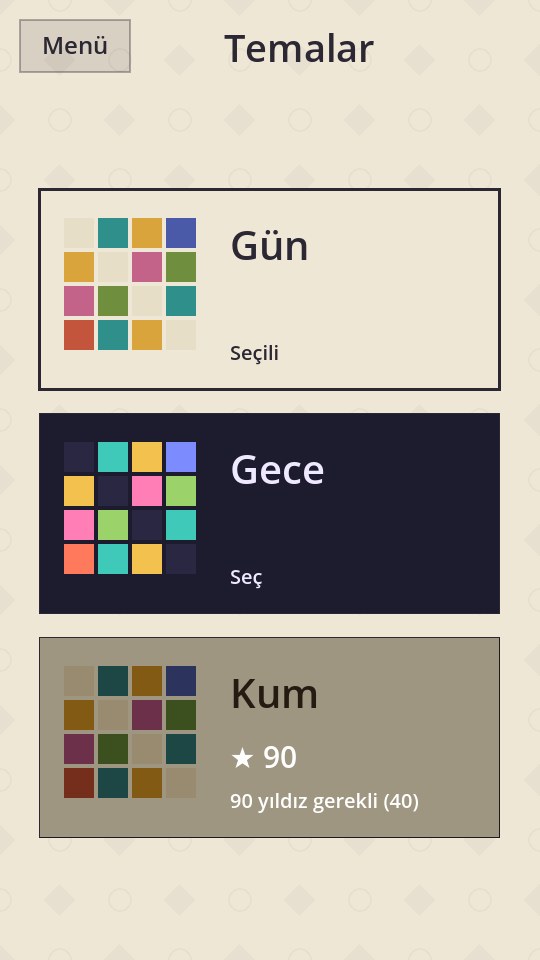 Menü
Temalar
Gün
Seçili
Gece
Seç
Kum
★ 90
90 yıldız gerekli (40)